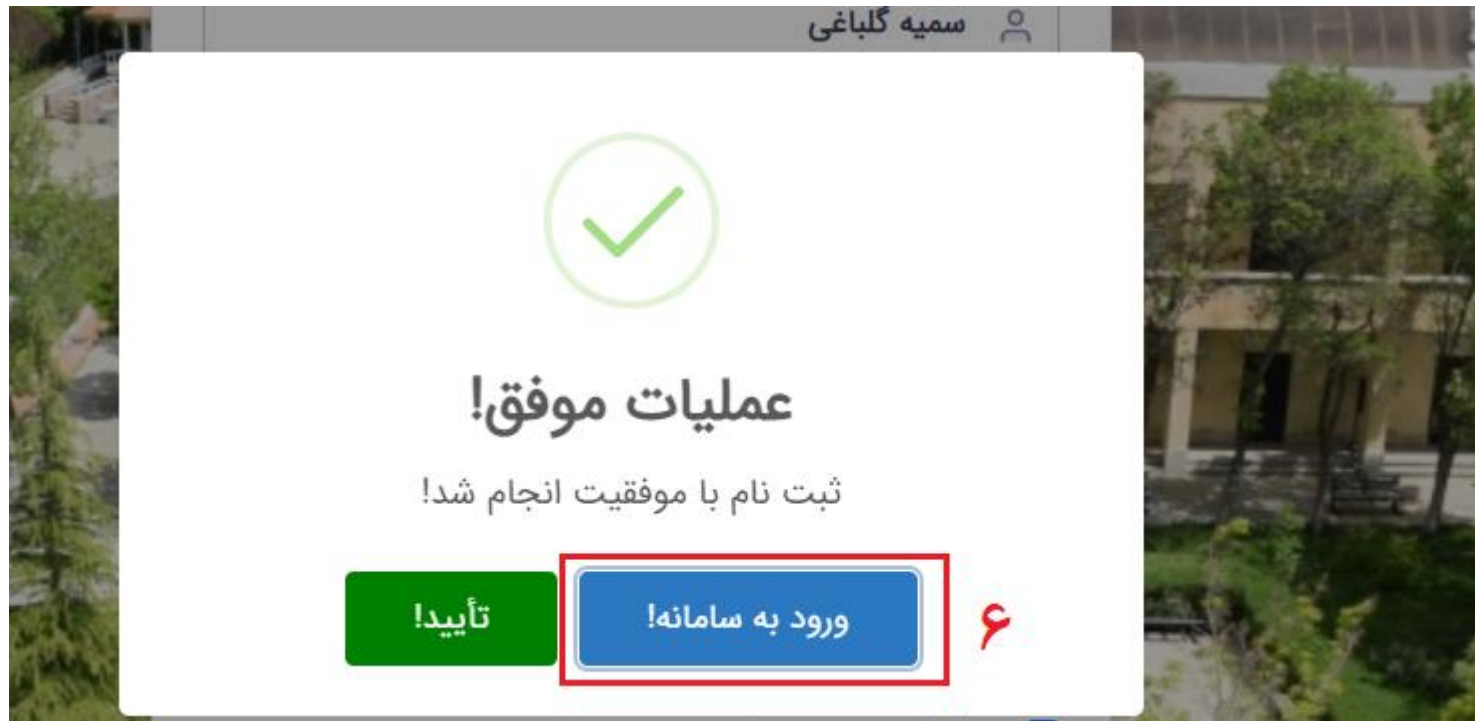 سمیه گلباغی
عملیات موفق!
ثبت نام با موفقیت انجام شد!
ورود به سامانه!
تأیید!
۶